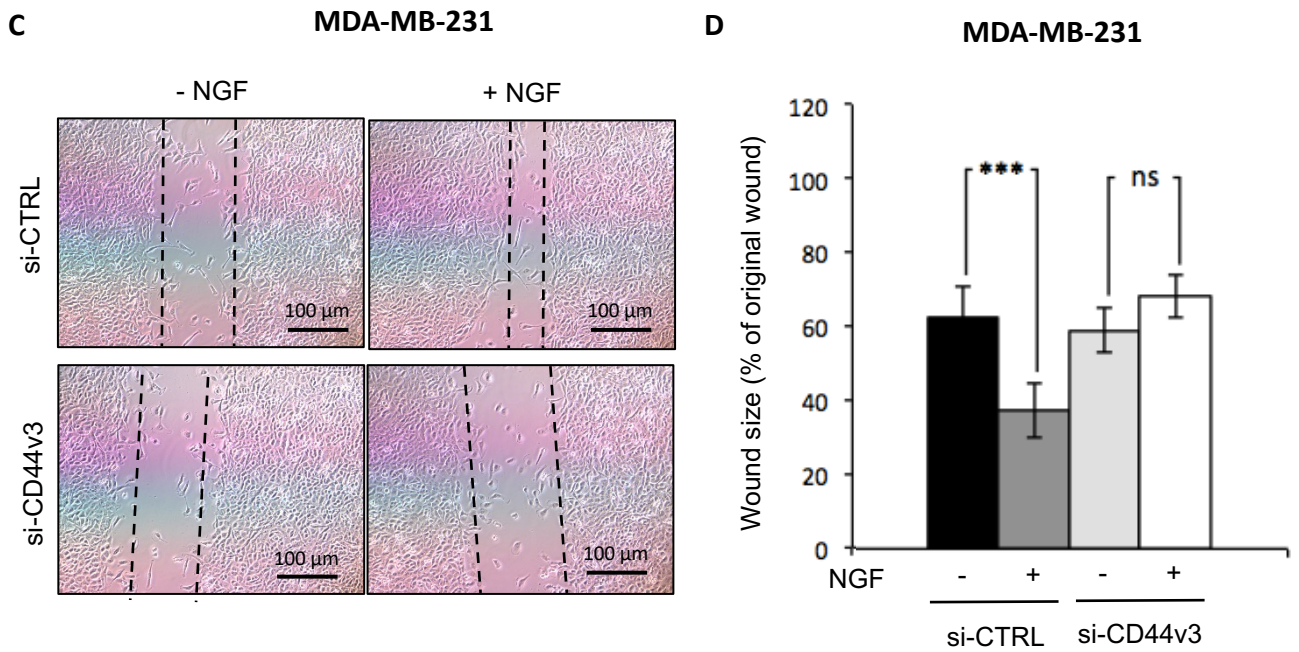 C
MDA-MB-231
- NGF
+ NGF
si-CTRL
100 µm
100 µm
si-CD44v3
100 µm
100 µm
D
MDA-MB-231
Wound size (% of original wound)
120
100
80
60
40
20
0
***
ns
NGF - + - +
si-CTRL si-CD44v3